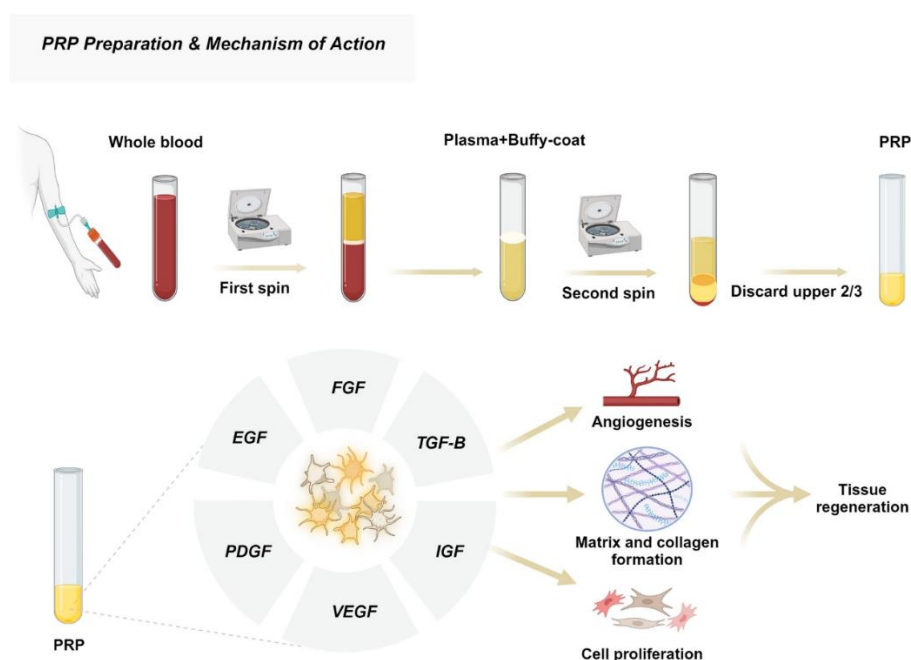 PRP Preparation & Mechanism of Action
Whole blood
Plasma+Buffy-coat
PRP
First spin
Second spin
Discard upper 2/3
FGF
EGF
TGF-B
PDGF
IGF
VEGF
PRP
Angiogenesis
Matrix and collagen
formation
Cell proliferation
Tissue
regeneration